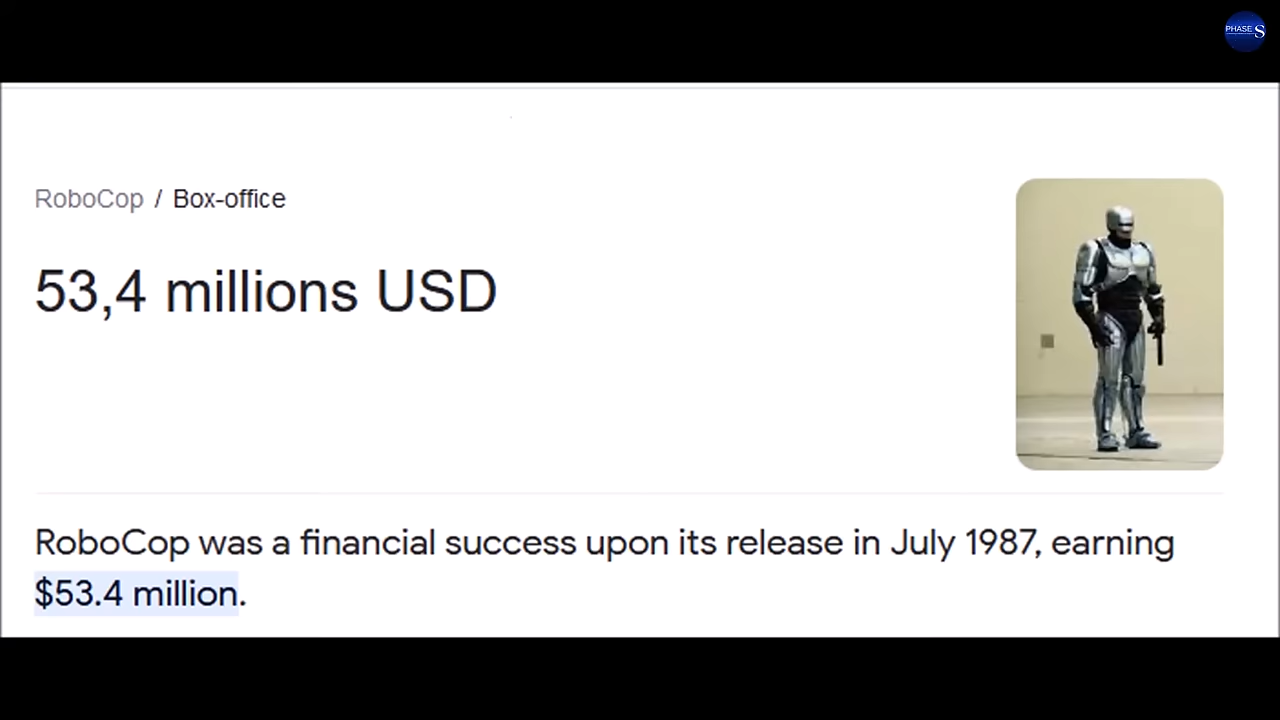 PHASE S
RoboCop / Box-office
53,4 millions USD
RoboCop was a financial success upon its release in July 1987, earning
$53.4 million.